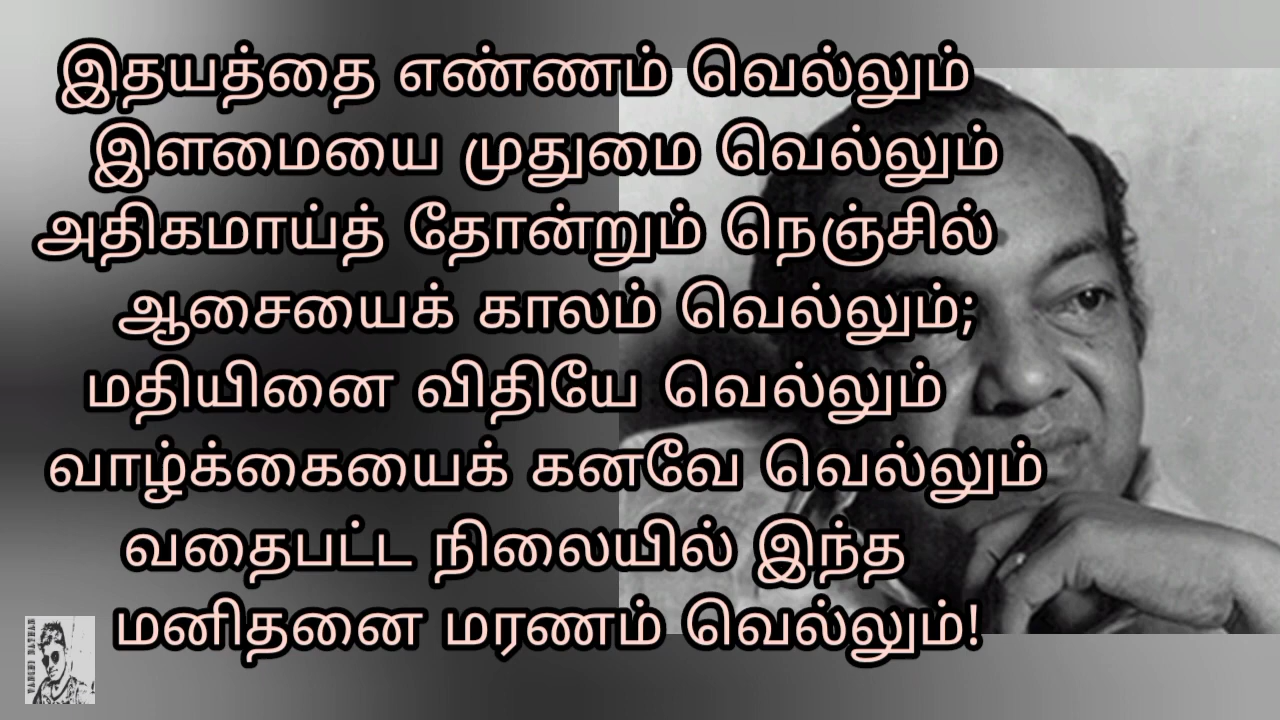 இதயத்தை எண்ணம் வெல்லும்
இளமையை முதுமை வெல்லும்
அதிகமாய்த் தோன்றும் நெஞ்சில்
ஆசையைக் காலம் வெல்லும்;
மதியினை விதியே வெல்லும்
வாழ்க்கையைக் கனவே வெல்லும்
வதைபட்ட நிலையில் இந்த
மனிதனை மரணம் வெல்லும்!